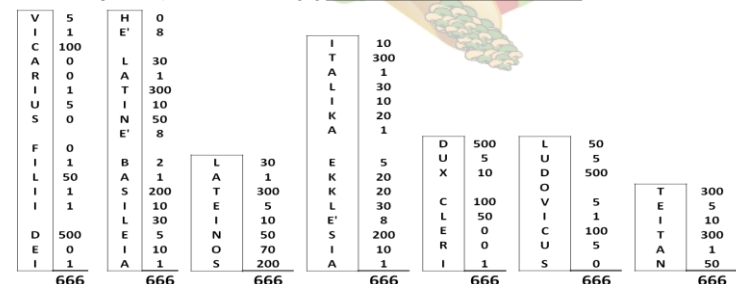 V 5
I 1
C 100
A 0
R 0
I 1
U 5
S 0
F 0
I 1
L 50
I 1
I 1
D 500
E 0
I 1
666
H 0
E' 8
L 30
A 1
T 300
I 10
N 50
E' 8
B 2
A 1
S 200
I 10
L 30
E 5
I 10
A 1
666
L 30
A 1
T 300
E 5
I 10
N 50
O 70
S 200
666
I 10
T 300
A 1
L 30
I 10
K 20
A 1
E 5
K 20
K 20
L 30
E' 8
S 200
I 10
A 1
666
D 500
U 5
X 10
C 100
L 50
E 0
R 0
I 1
666
L 50
U 5
D 500
O
V 5
I 1
C 100
U 5
S 0
666
T 300
E 5
I 10
T 300
A 1
N 50
666